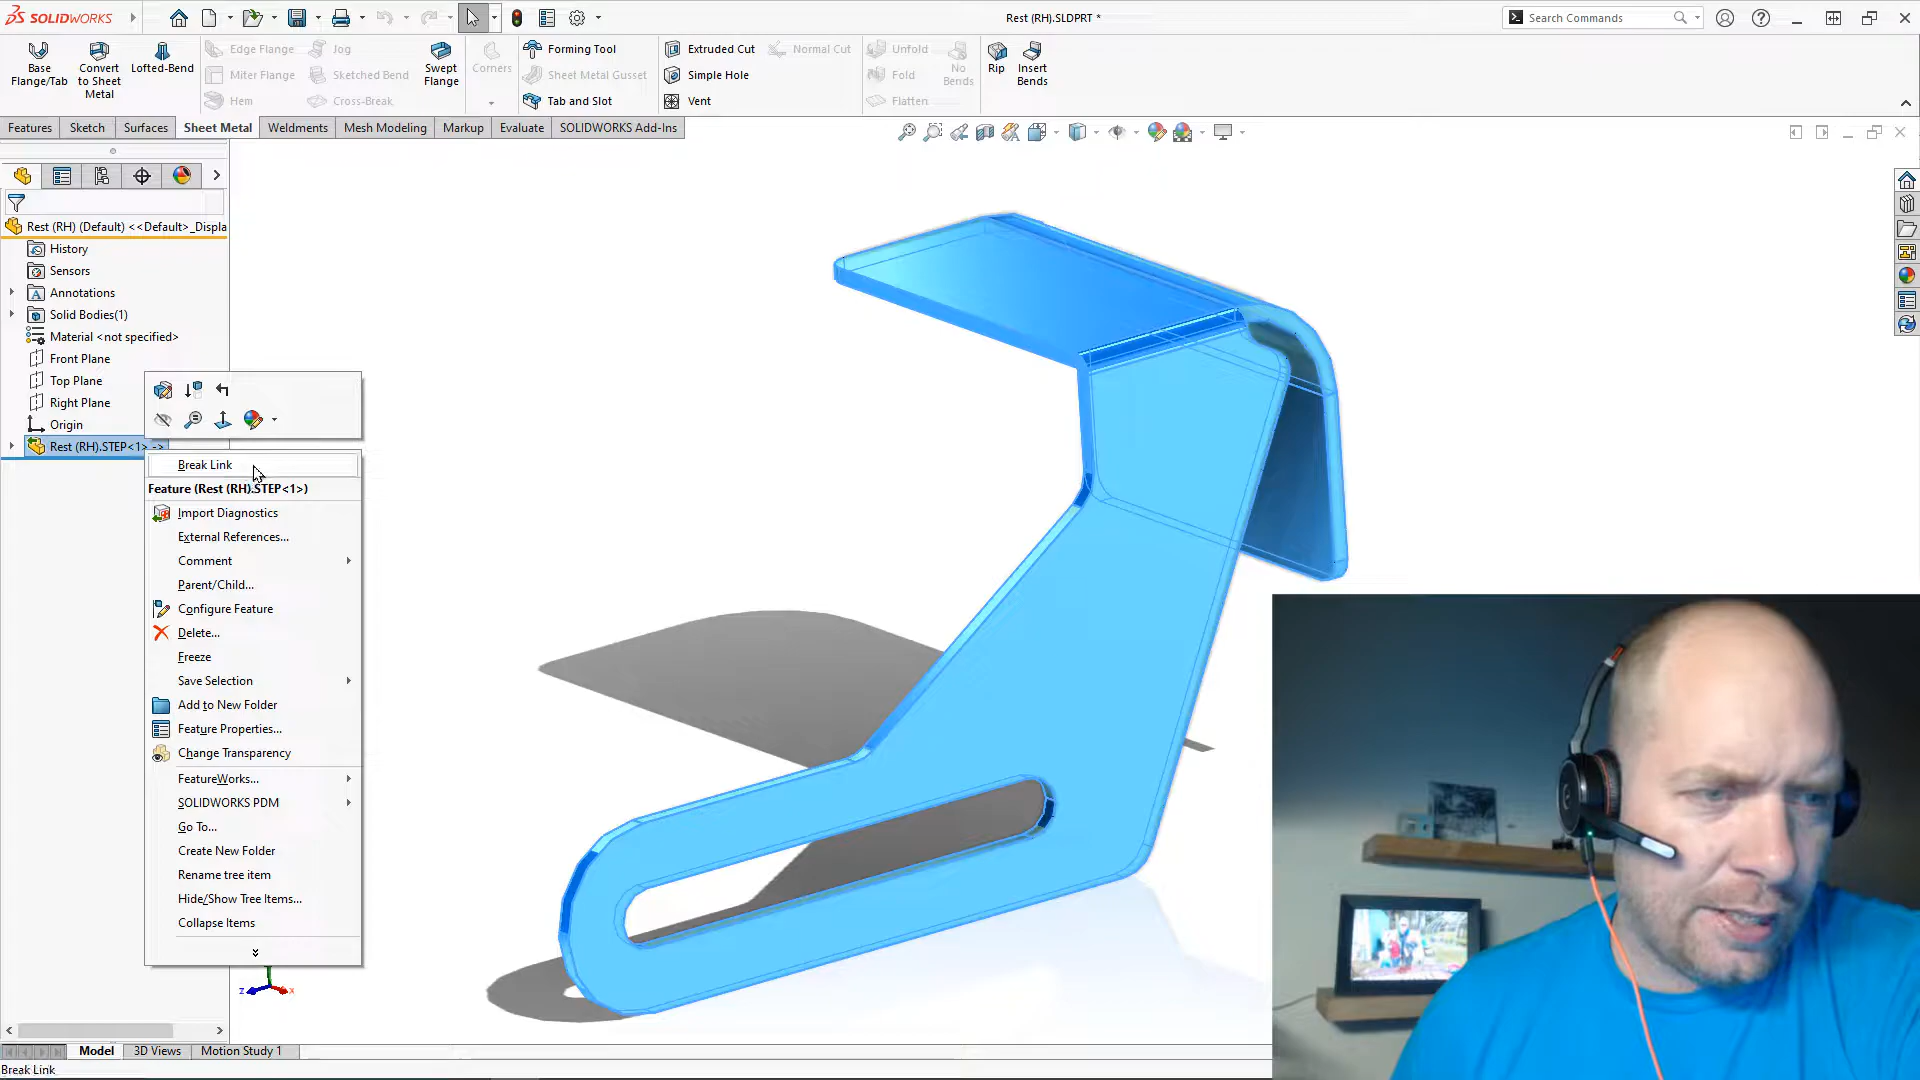 SOLIDWORKS
Rest (RH).SLDPRT *
Search Commands
Base Flange/Tab
Convert to Sheet Metal
Lofted-Bend
Edge Flange
Miter Flange
Hem
Jog
Sketched Bend
Cross-Break
Swept Flange
Corners
Forming Tool
Sheet Metal Gusset
Tab and Slot
Extruded Cut
Simple Hole
Vent
Normal Cut
Unfold
Fold
Flatten
No Bends
Rip
Insert Bends
Features
Sketch
Surfaces
Sheet Metal
Weldments
Mesh Modeling
Markup
Evaluate
SOLIDWORKS Add-Ins
Rest (RH) (Default) <<Default>_Displa
History
Sensors
Annotations
Solid Bodies(1)
Material <not specified>
Front Plane
Top Plane
Right Plane
Origin
Rest (RH).STEP<1> ->
Break Link
Feature (Rest (RH).STEP<1>)
Import Diagnostics
External References...
Comment
Parent/Child...
Configure Feature
Delete...
Freeze
Save Selection
Add to New Folder
Feature Properties...
Change Transparency
FeatureWorks...
SOLIDWORKS PDM
Go To...
Create New Folder
Rename tree item
Hide/Show Tree Items...
Collapse Items
z
x
Model
3D Views
Motion Study 1
Break Link